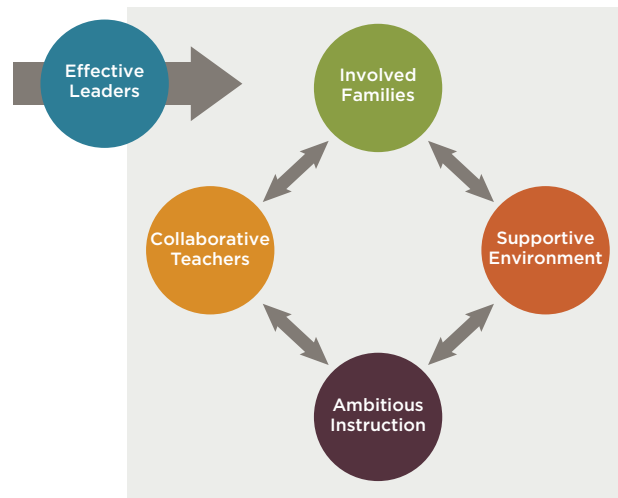 Effective
Leaders
Involved
Families
Collaborative
Teachers
Supportive
Environment
Ambitious
Instruction